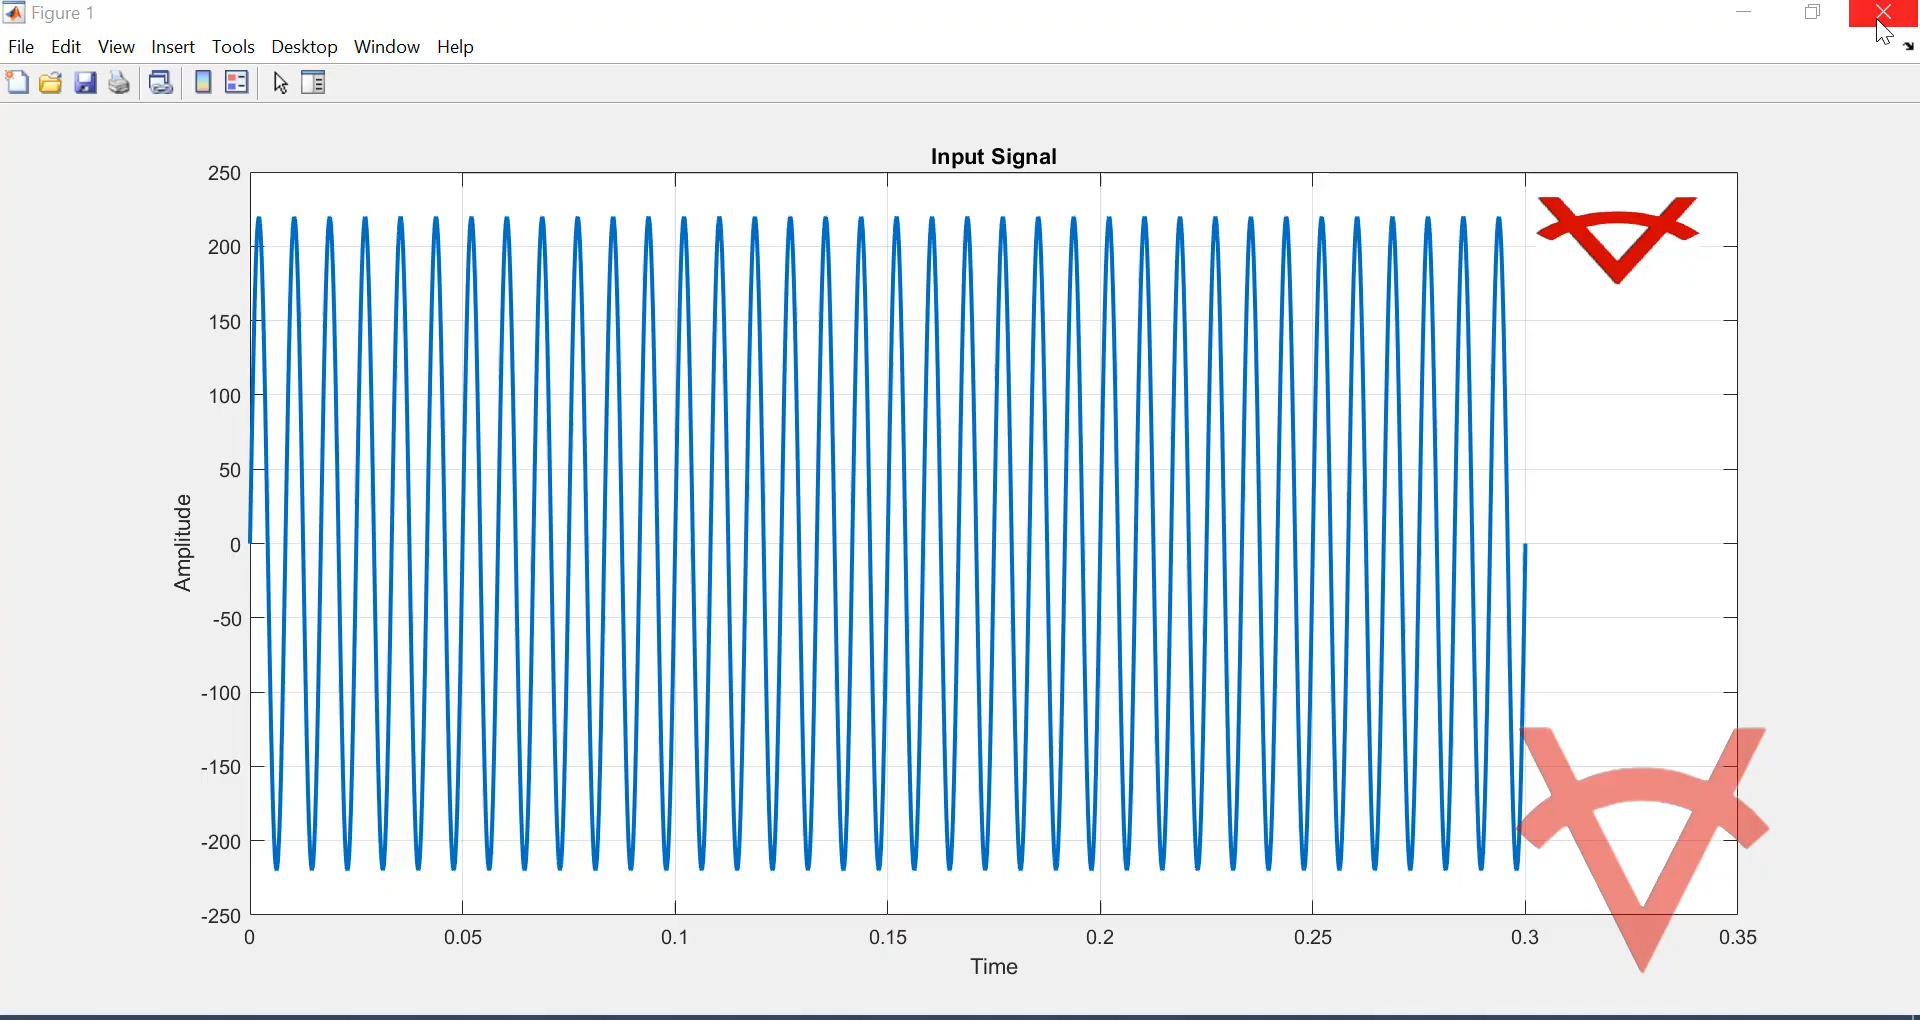 Figure 1
File Edit View Insert Tools Desktop Window Help
Input Signal
250
200
150
100
50
0
-50
-100
-150
-200
-250
Amplitude
0 0.05 0.1 0.15 0.2 0.25 0.3 0.35
Time